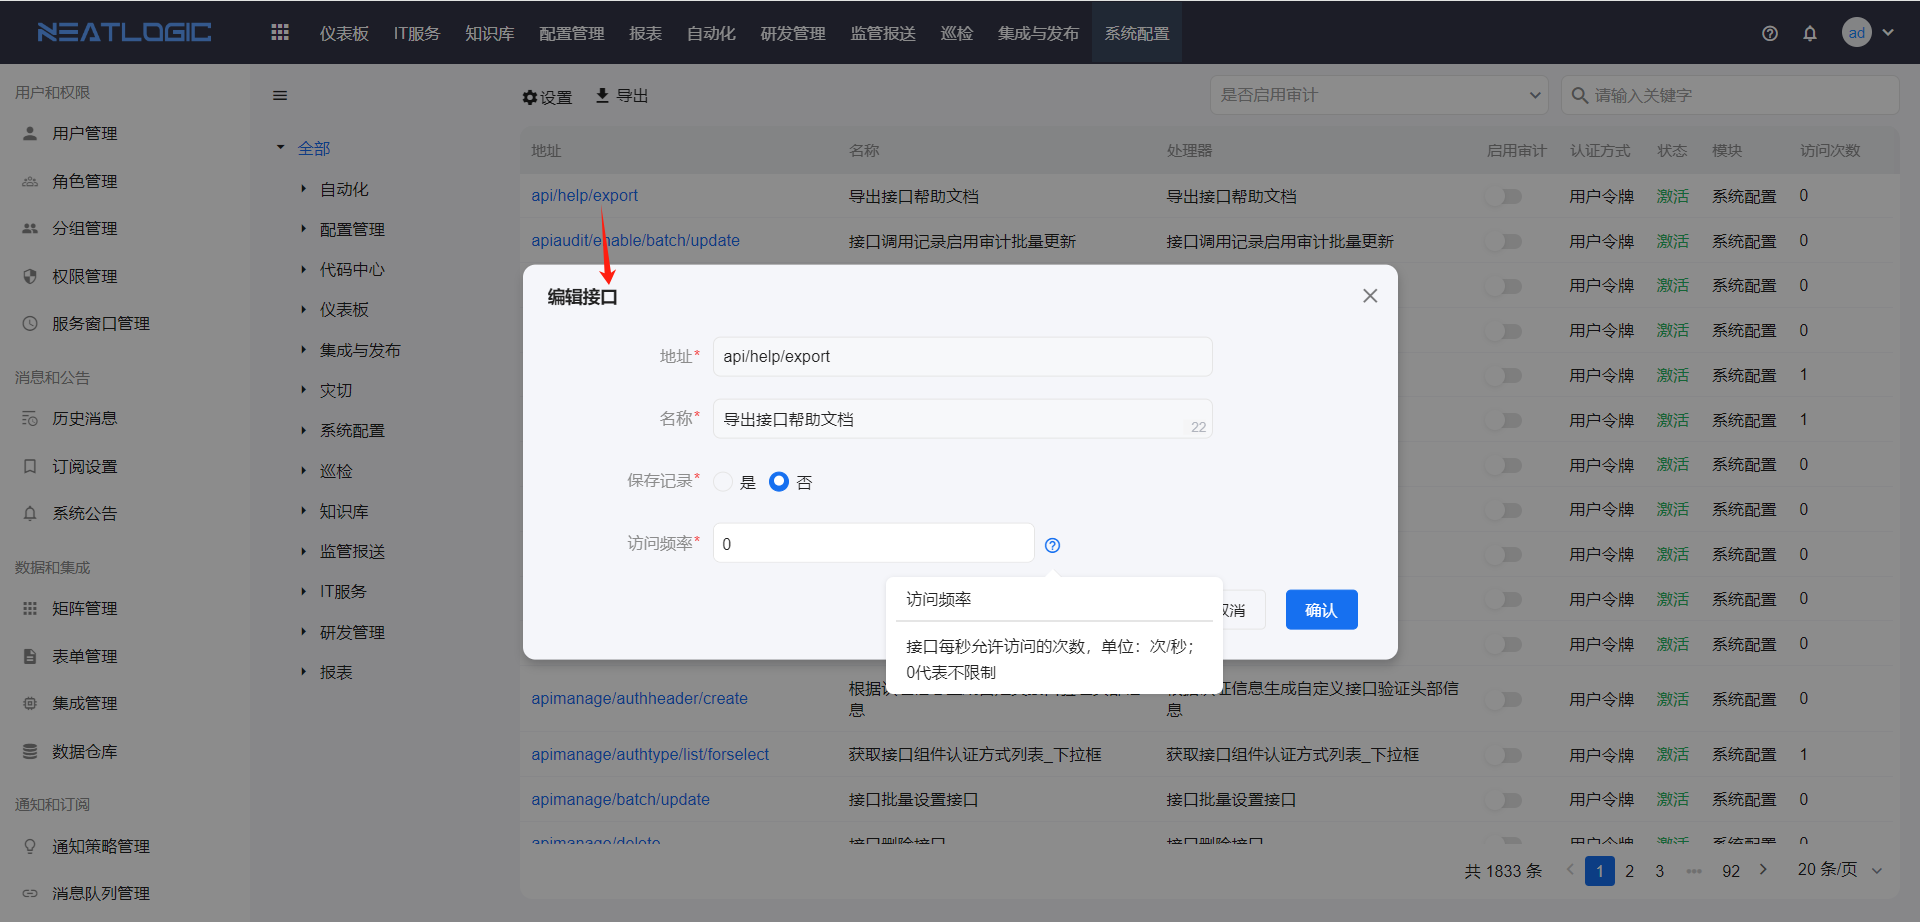 NEATLOGIC
仪表板
IT服务
知识库
配置管理
报表
自动化
研发管理
监管报送
巡检
集成与发布
系统配置
ad
用户和权限
用户管理
角色管理
分组管理
权限管理
服务窗口管理
消息和公告
历史消息
订阅设置
系统公告
数据和集成
矩阵管理
表单管理
集成管理
数据仓库
通知和订阅
通知策略管理
消息队列管理
全部
自动化
配置管理
代码中心
仪表板
集成与发布
灾切
系统配置
巡检
知识库
监管报送
IT服务
研发管理
报表
设置
导出
是否启用审计
请输入关键字
地址 名称 处理器 启用审计 认证方式 状态 模块 访问次数
api/help/export 导出接口帮助文档 导出接口帮助文档 用户令牌 激活 系统配置 0
apiaudit/enable/batch/update 接口调用记录启用审计批量更新 接口调用记录启用审计批量更新 用户令牌 激活 系统配置 0
用户令牌 激活 系统配置 0
用户令牌 激活 系统配置 0
用户令牌 激活 系统配置 1
用户令牌 激活 系统配置 1
用户令牌 激活 系统配置 0
用户令牌 激活 系统配置 0
用户令牌 激活 系统配置 0
用户令牌 激活 系统配置 0
用户令牌 激活 系统配置 0
编辑接口
地址* api/help/export
名称* 导出接口帮助文档 22
保存记录* 是 否
访问频率* 0
访问频率
接口每秒允许访问的次数，单位：次/秒；
0代表不限制
取消
确认
apimanage/authheader/create 根据 证信息生成自定义接口验证头部信 用户令牌 激活 系统配置 0
息 息
apimanage/authtype/list/forselect 获取接口组件认证方式列表_下拉框 获取接口组件认证方式列表_下拉框 用户令牌 激活 系统配置 1
apimanage/batch/update 接口批量设置接口 接口批量设置接口 用户令牌 激活 系统配置 0
apimanage/delete 接口删除接口 接口删除接口 用户令牌 激活 系统配置 0
共 1833 条 1 2 3 ••• 92 20 条/页